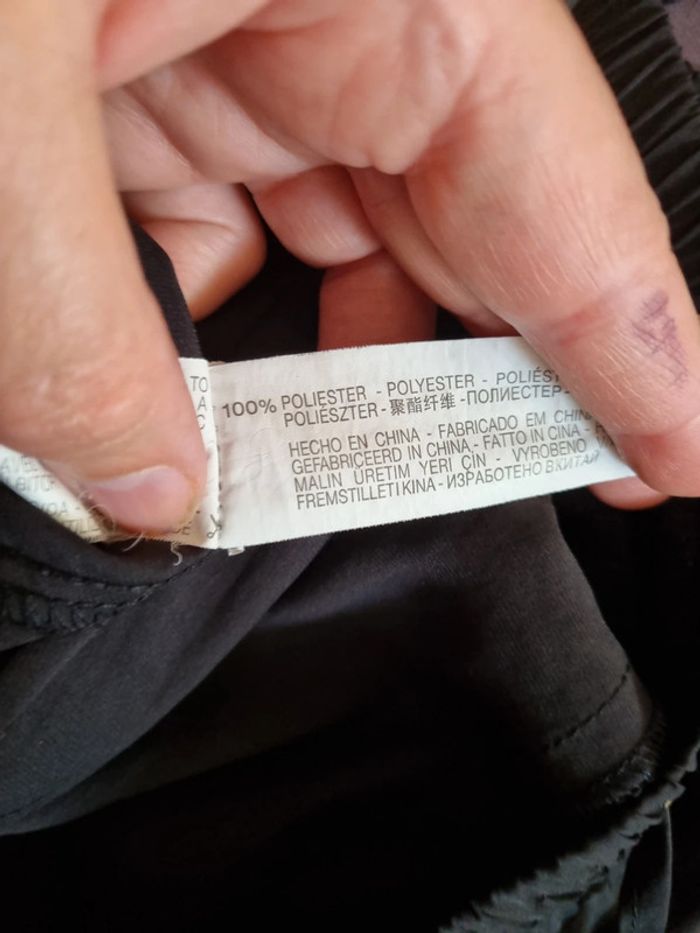 100% POLIESTER - POLYESTER - POLIÉST
POLIÉSZTER - 聚酯纤维 - ПОЛИЕСТЕР -
HECHO EN CHINA - FABRICADO EM CHIN
GEFABRICEERD IN CHINA - FATTO IN CINA -
MALIN ÜRETIM YERI ÇIN - VYROBENO
FREMSTILLET I KINA - ИЗРАБОТЕНО В КИТАЙ